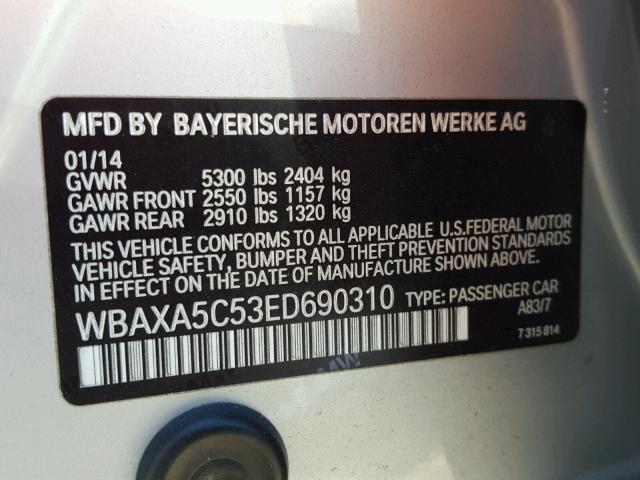 MFD BY BAYERISCHE MOTOREN WERKE AG
01/14
GVWR 5300 lbs 2404 kg
GAWR FRONT 2550 lbs 1157 kg
GAWR REAR 2910 lbs 1320 kg
THIS VEHICLE CONFORMS TO ALL APPLICABLE U.S.FEDERAL MOTOR
VEHICLE SAFETY, BUMPER AND THEFT PREVENTION STANDARDS
IN EFFECT ON THE DATE OF MANUFACTURE SHOWN ABOVE.
WBAXA5C53ED690310 TYPE: PASSENGER CAR
A83/7
7 315 814